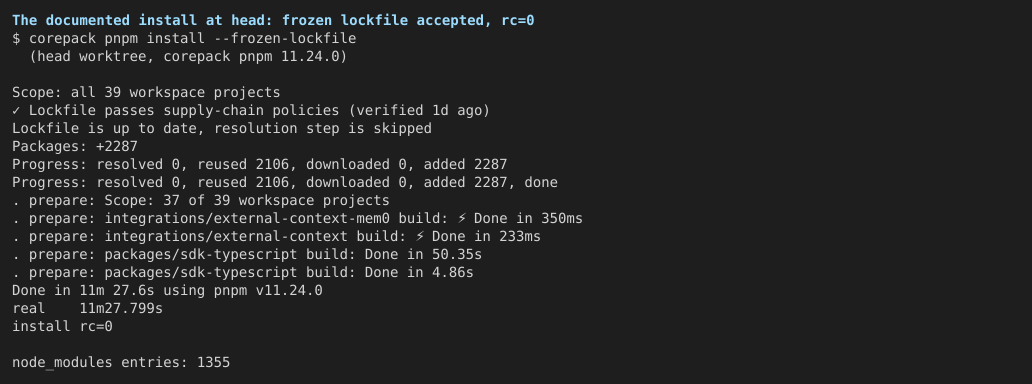 The documented install at head: frozen lockfile accepted, rc=0
$ corepack pnpm install --frozen-lockfile
(head worktree, corepack pnpm 11.24.0)
Scope: all 39 workspace projects
✓ Lockfile passes supply-chain policies (verified 1d ago)
Lockfile is up to date, resolution step is skipped
Packages: +2287
Progress: resolved 0, reused 2106, downloaded 0, added 2287
Progress: resolved 0, reused 2106, downloaded 0, added 2287, done
. prepare: Scope: 37 of 39 workspace projects
. prepare: integrations/external-context-mem0 build: ⚡ Done in 350ms
. prepare: integrations/external-context build: ⚡ Done in 233ms
. prepare: packages/sdk-typescript build: Done in 50.35s
. prepare: packages/sdk-typescript build: Done in 4.86s
Done in 11m 27.6s using pnpm v11.24.0
real    11m27.799s
install rc=0
node_modules entries: 1355